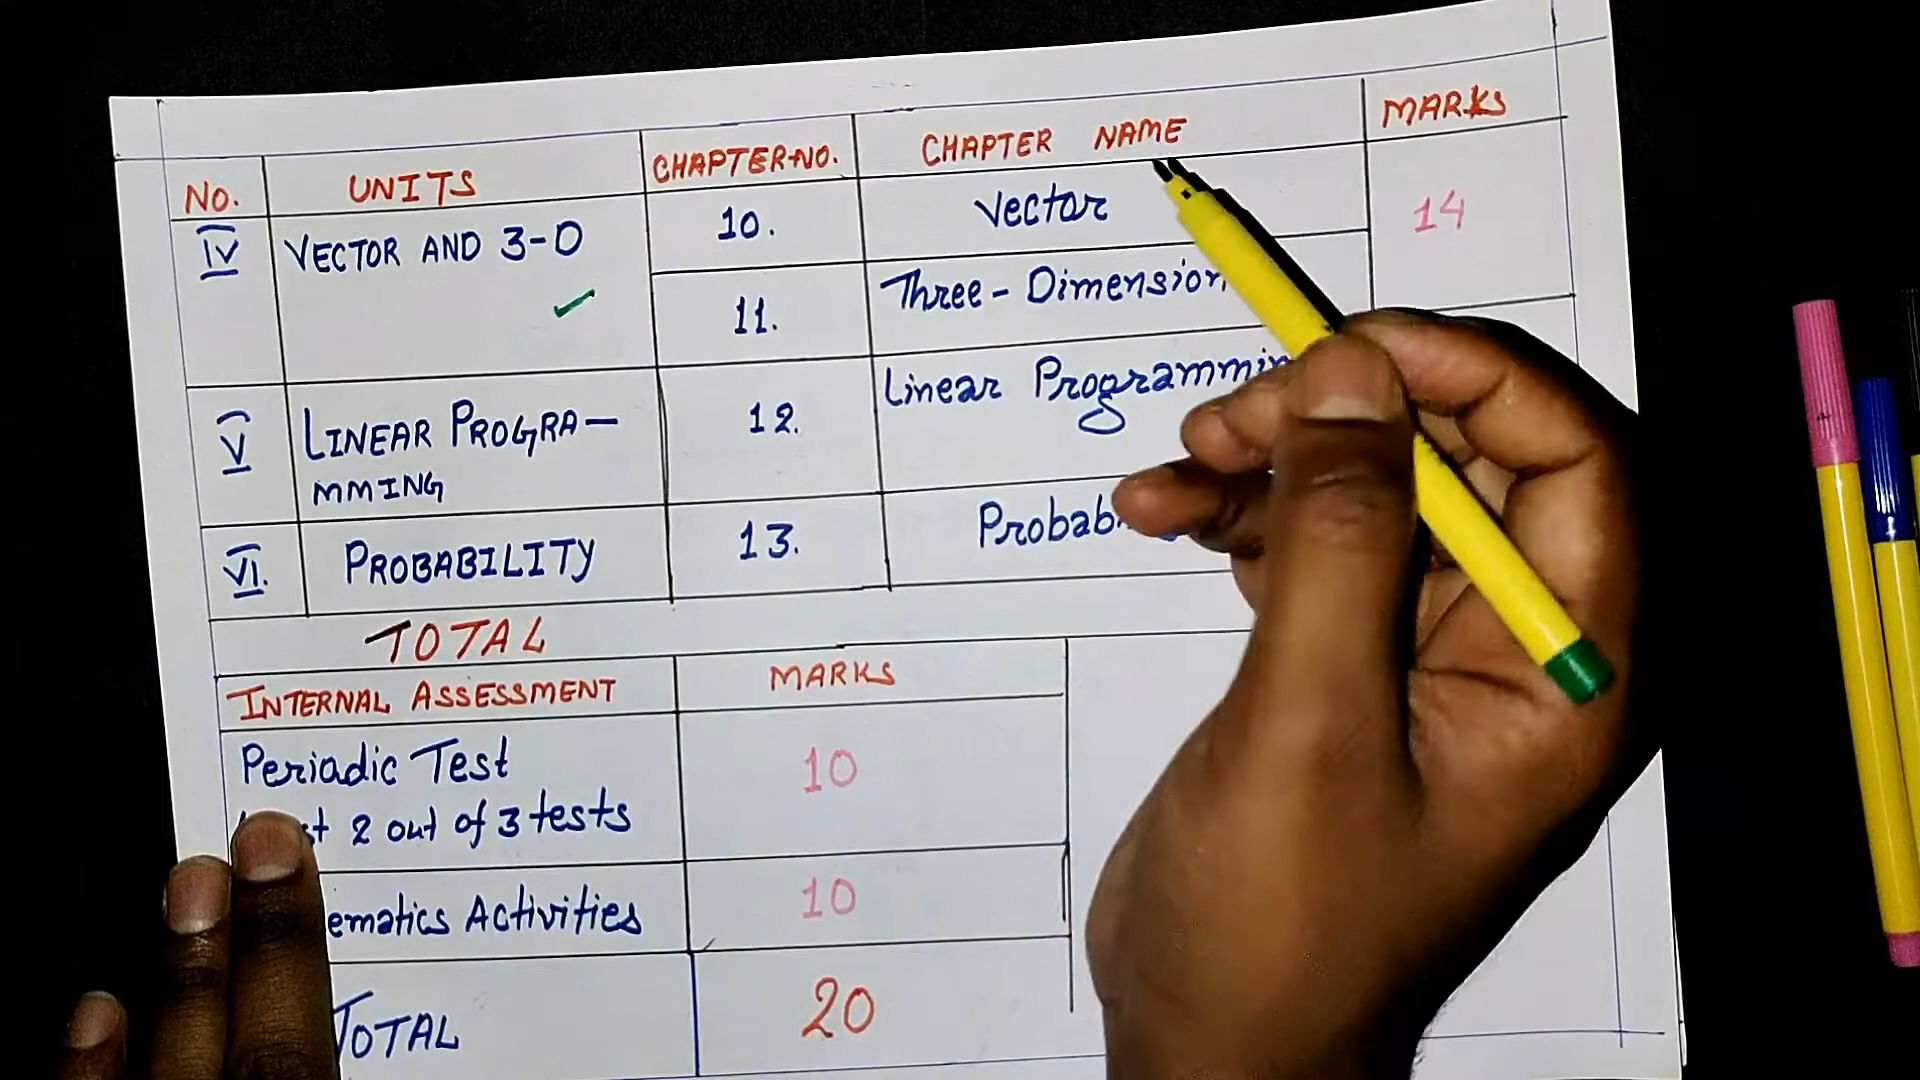 No. UNITS CHAPTER-NO. CHAPTER NAME MARKS
IV VECTOR AND 3-D 10. Vector 14
11. Three-Dimension
V LINEAR PROGRA- 12. Linear Programmin
MMING
VI. PROBABILITY 13. Probab
TOTAL
INTERNAL ASSESSMENT MARKS
Periadic Test 10
2 out of 3 tests
ematics Activities 10
TOTAL 20